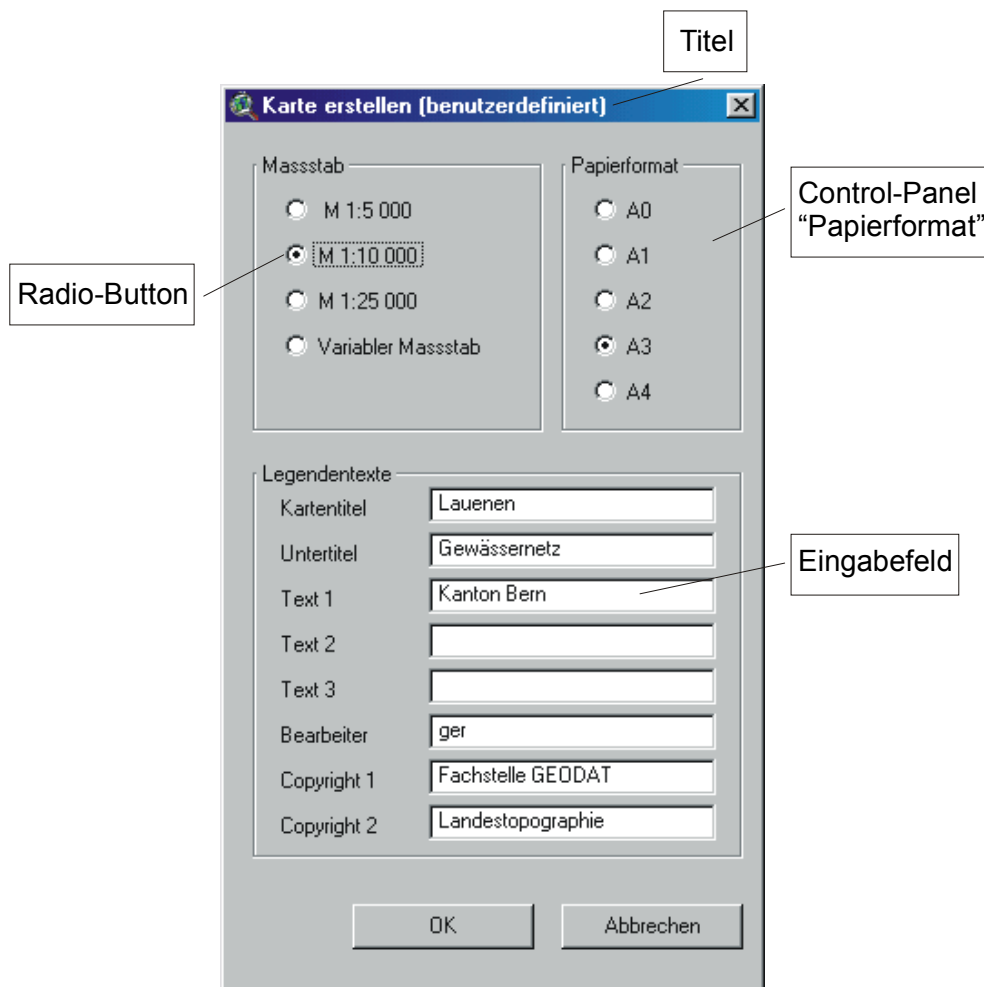 Titel
Karte erstellen (benutzerdefiniert)
Massstab
M 1:5 000
M 1:10 000
M 1:25 000
Variabler Massstab
Papierformat
A0
A1
A2
A3
A4
Control-Panel
“Papierformat”
Radio-Button
Legendentexte
Kartentitel Lauenen
Untertitel Gewässernetz
Text 1 Kanton Bern
Text 2
Text 3
Bearbeiter ger
Copyright 1 Fachstelle GEODAT
Copyright 2 Landestopographie
Eingabefeld
OK Abbrechen